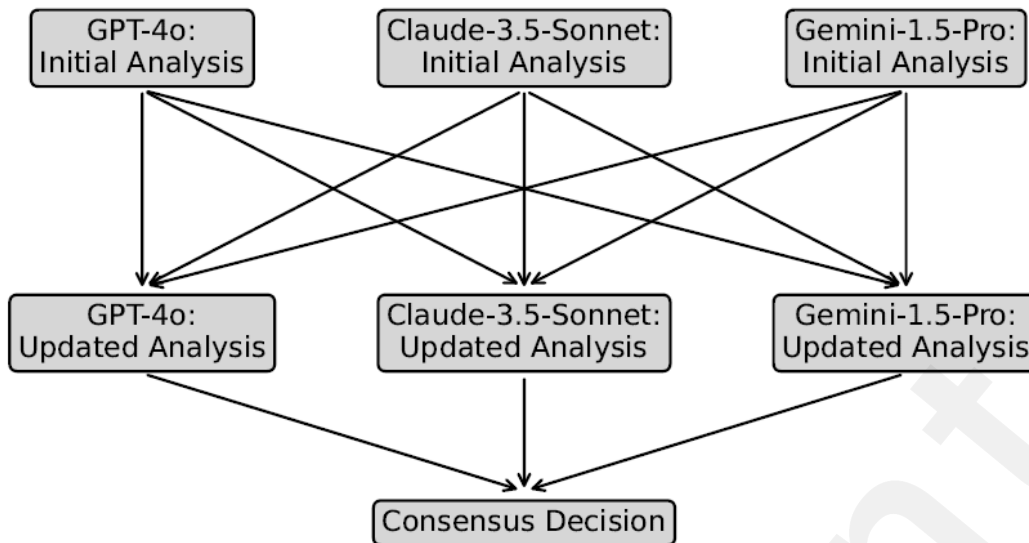 GPT-4o:
Initial Analysis
Claude-3.5-Sonnet:
Initial Analysis
Gemini-1.5-Pro:
Initial Analysis
GPT-4o:
Updated Analysis
Claude-3.5-Sonnet:
Updated Analysis
Gemini-1.5-Pro:
Updated Analysis
Consensus Decision